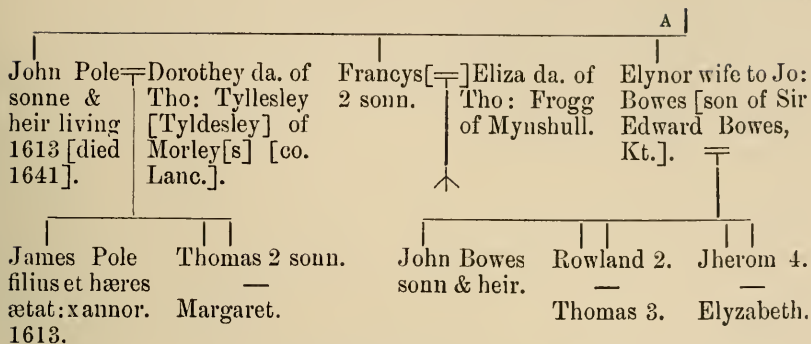 A
John Pole
sonne &
heir living
1613 [died
1641].
Dorothey da. of
Tho: Tyllesley
[Tyldesley] of
Morley[s] [co.
Lanc.].
Francys[=]
2 sonn.
Eliza da. of
Tho: Frogg
of Mynshull.
Elynor wife to Jo:
Bowes [son of Sir
Edward Bowes,
Kt.].
James Pole
filius et hæres
ætat: x annor.
1613.
Thomas 2 sonn.
—
Margaret.
John Bowes
sonn & heir.
Rowland 2.
—
Thomas 3.
Jherom 4.
—
Elyzabeth.